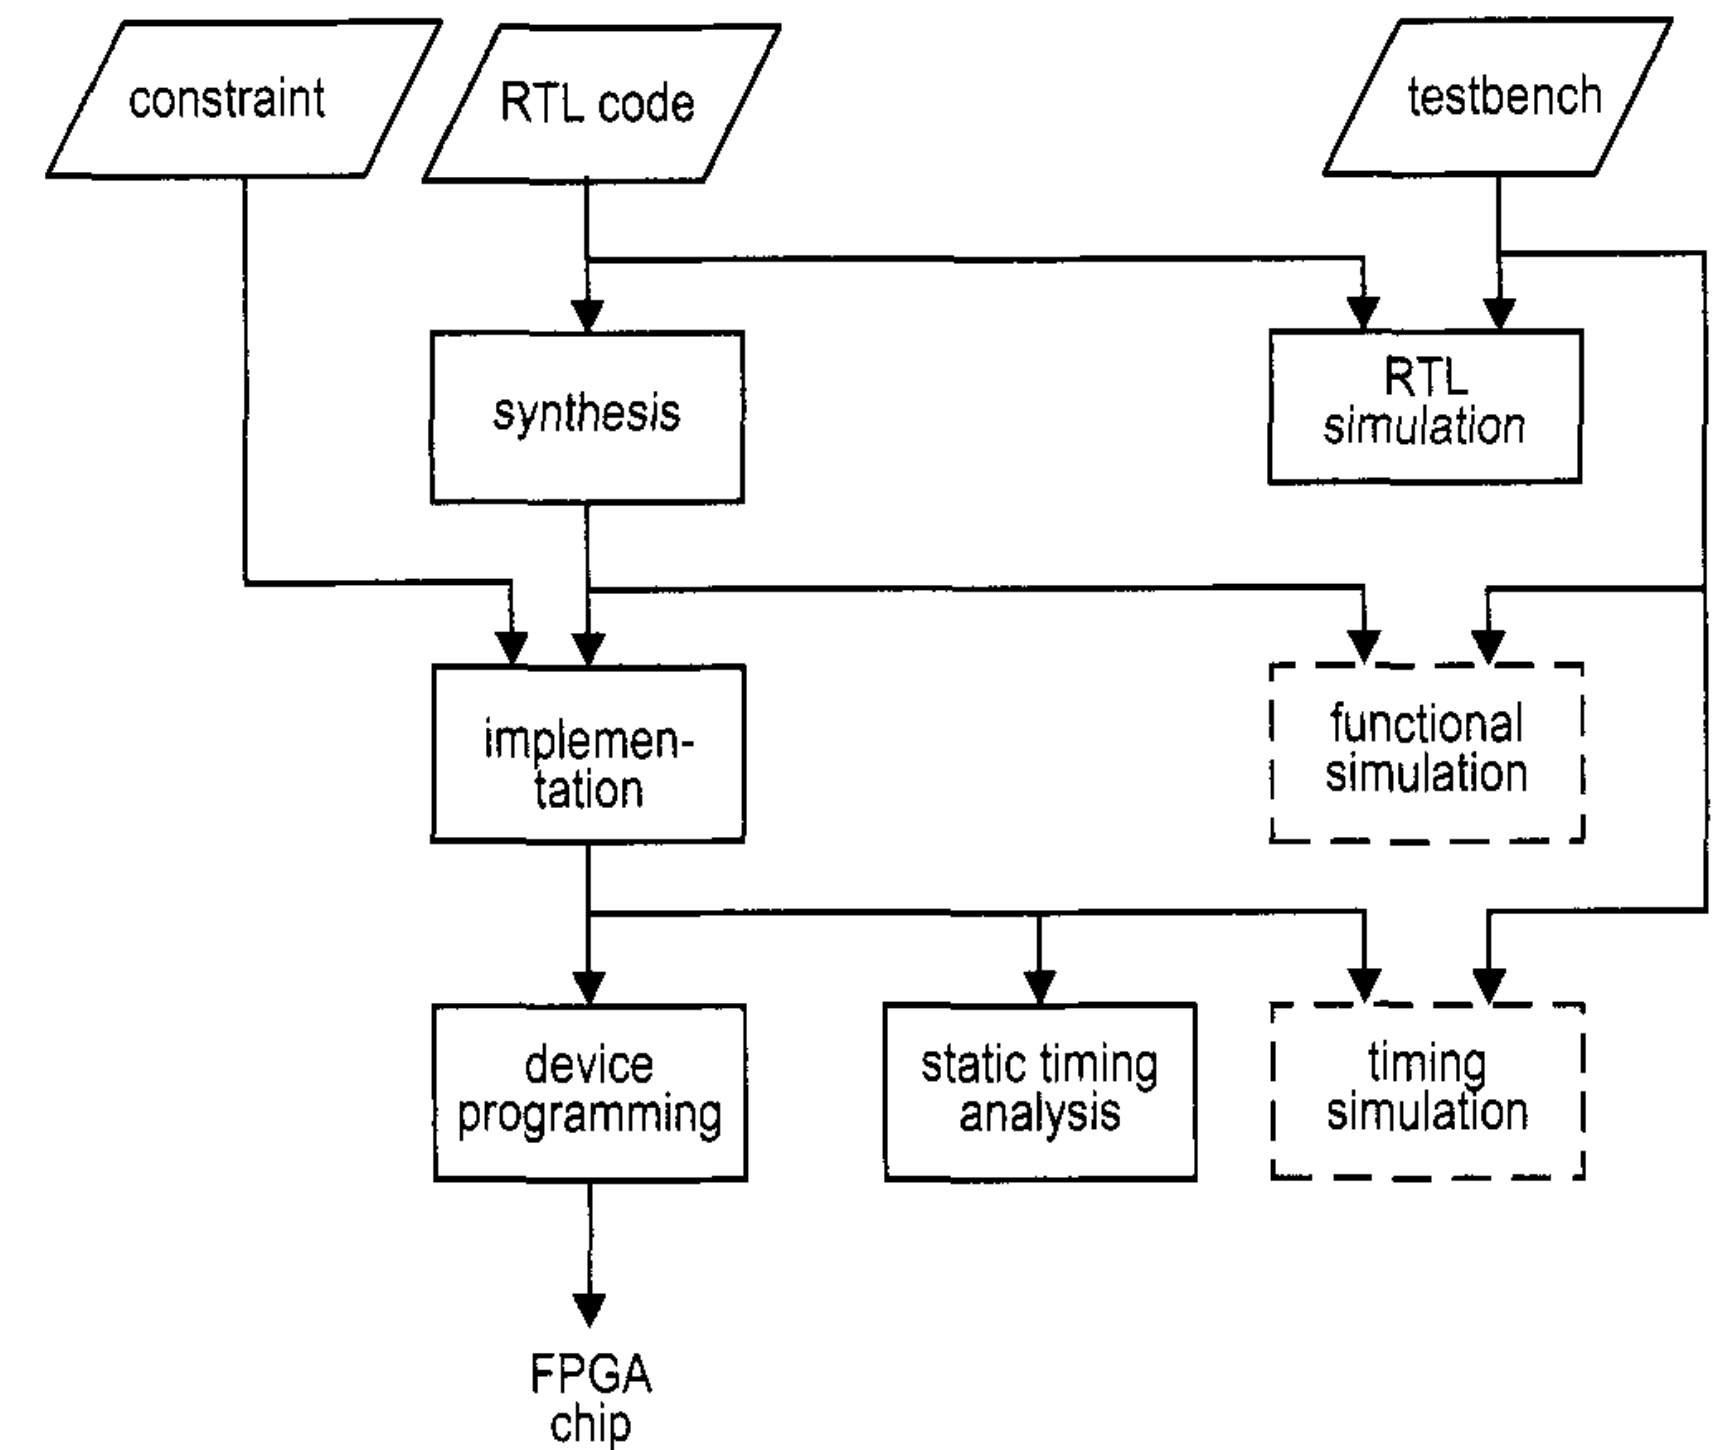 constraint
RTL code
testbench
synthesis
RTL
simulation
implemen-
tation
functional
simulation
device
programming
static timing
analysis
timing
simulation
FPGA
chip